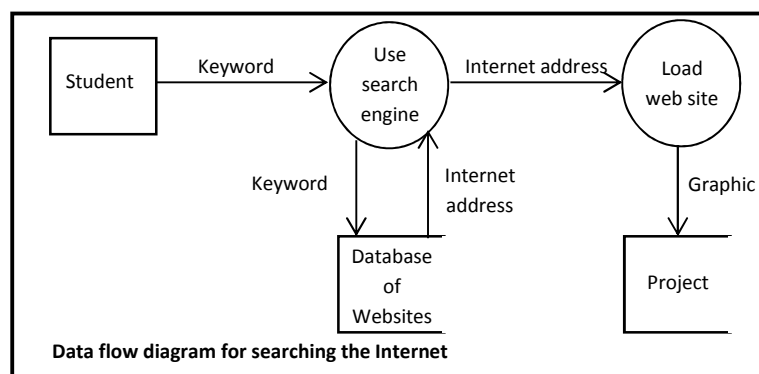 Student
Keyword
Use
search
engine
Internet address
Load
web site
Keyword
Internet
address
Graphic
Database
of
Websites
Project
Data flow diagram for searching the Internet